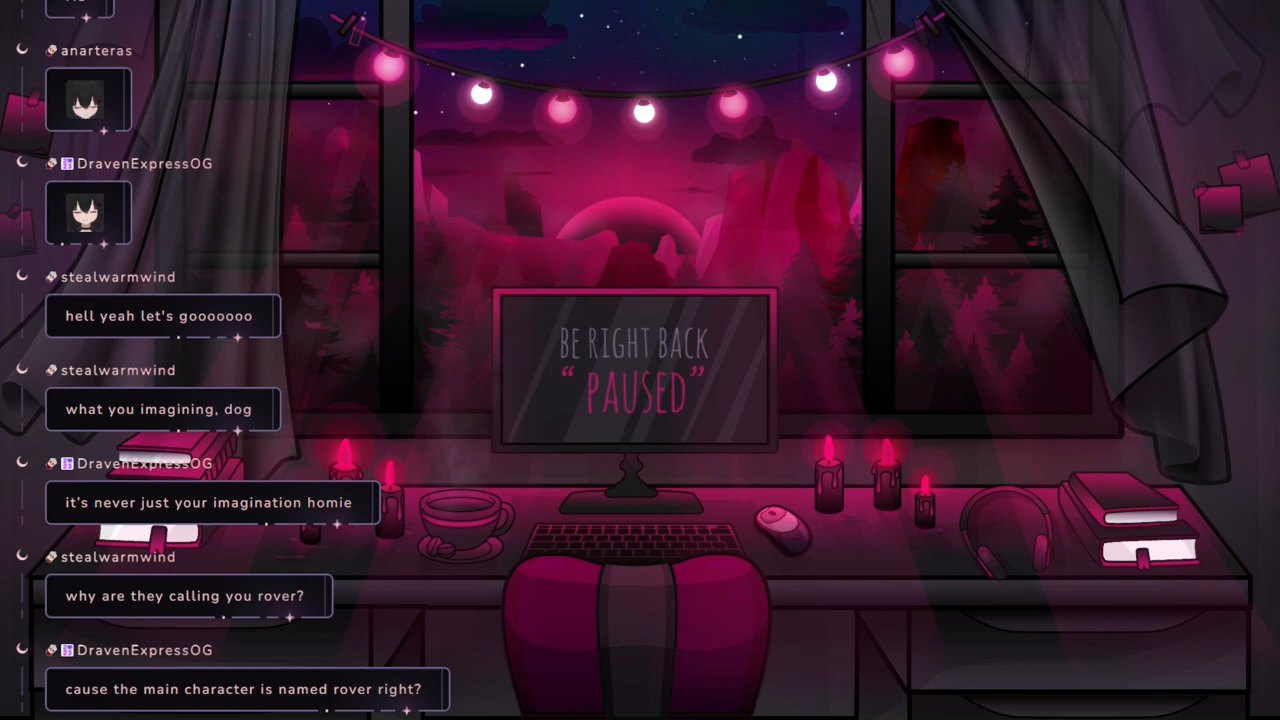 anarteras
DravenExpressOG
stealwarmwind
hell yeah let's gooooooo
stealwarmwind
what you imagining, dog
DravenExpressOG
it's never just your imagination homie
stealwarmwind
why are they calling you rover?
DravenExpressOG
cause the main character is named rover right?
BE RIGHT BACK
“ PAUSED”